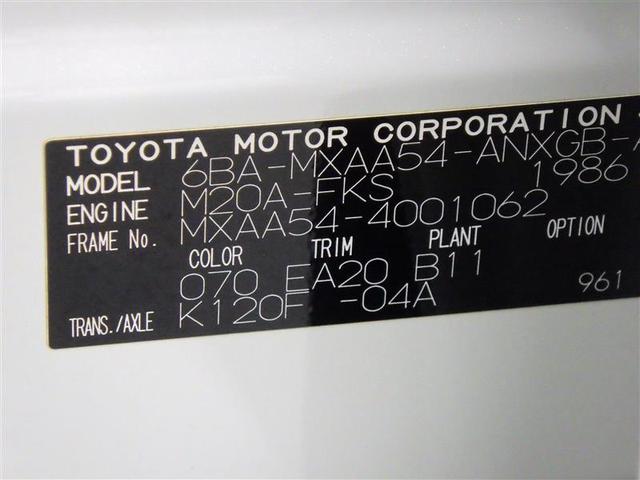 TOYOTA MOTOR CORPORATION
MODEL 6BA-MXAA54-ANXGB-
ENGINE M20A-FKS 1986
FRAME No. MXAA54-4001062
COLOR TRIM PLANT OPTION
070 EA20 B11
TRANS./AXLE K120F -04A 961